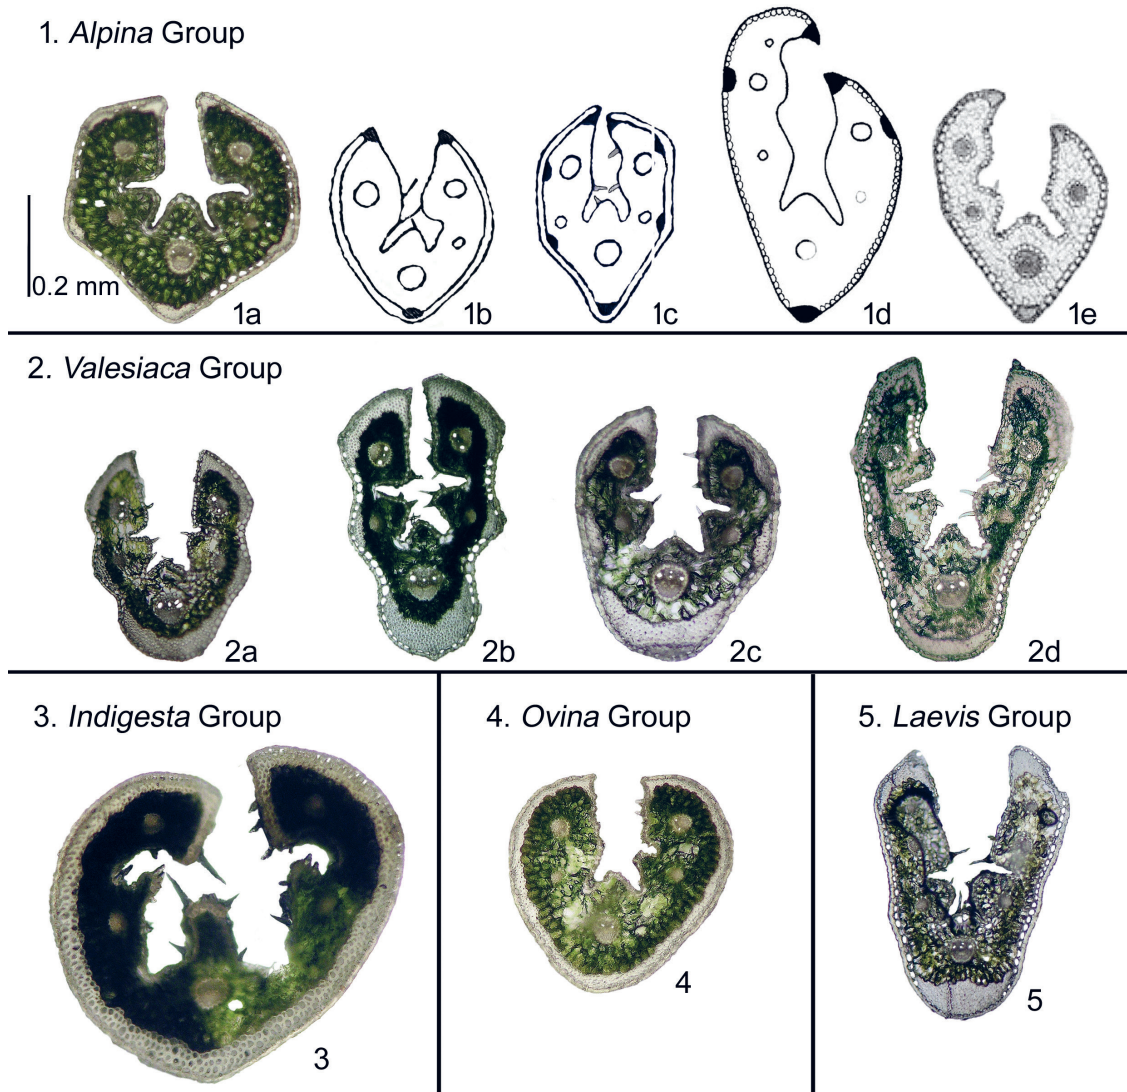 1. Alpina Group
0.2 mm
1a
1b
1c
1d
1e
2. Valesiaca Group
2a
2b
2c
2d
3. Indigesta Group
4. Ovina Group
5. Laevis Group
3
4
5